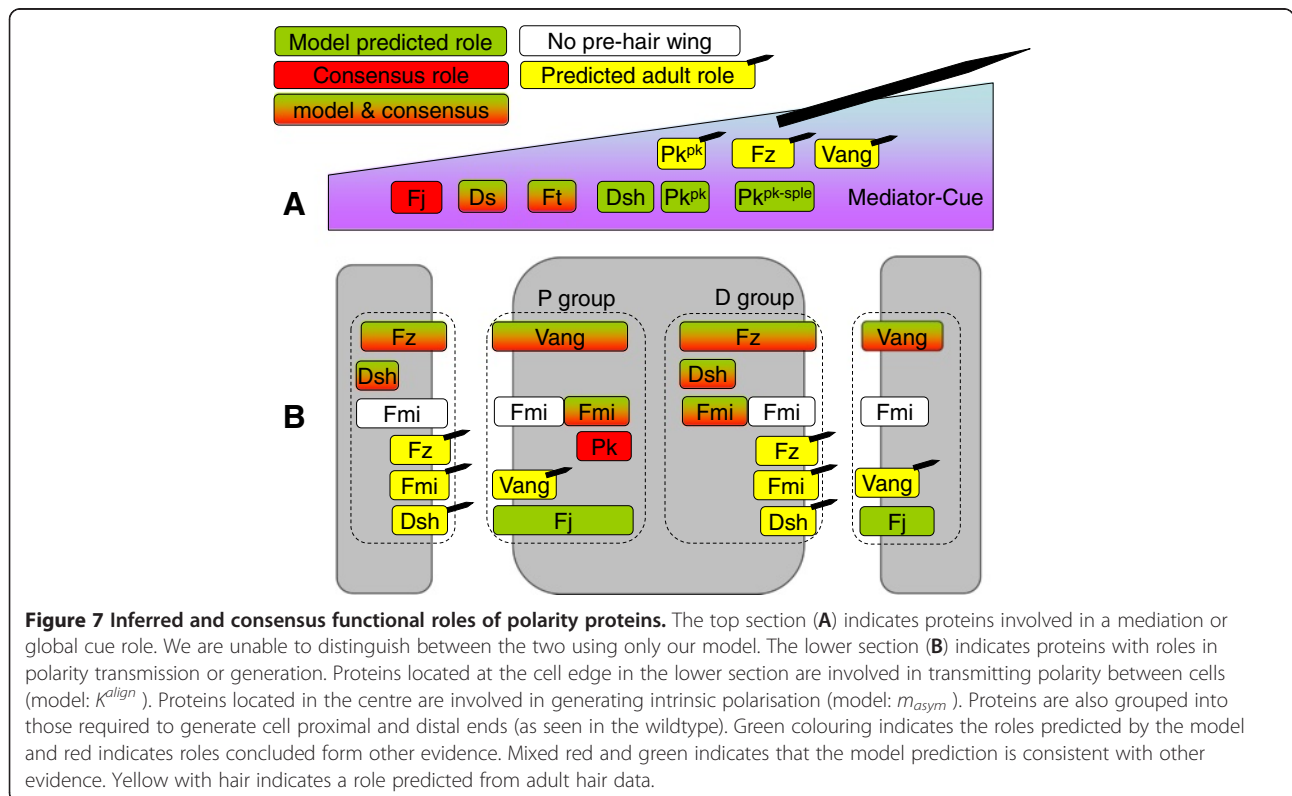 Model predicted role No pre-hair wing
Consensus role Predicted adult role
model & consensus
Pk^pk Fz Vang
A Fj Ds Ft Dsh Pk^pk Pk^pk-sple Mediator-Cue
P group D group
Fz Vang Fz Vang
Dsh Dsh
B Fmi Fmi Fmi Fmi Fmi Fmi
Fz Pk Fz
Fmi Vang Fmi Vang
Dsh Fj Dsh Fj
Figure 7 Inferred and consensus functional roles of polarity proteins. The top section (A) indicates proteins involved in a mediation or
global cue role. We are unable to distinguish between the two using only our model. The lower section (B) indicates proteins with roles in
polarity transmission or generation. Proteins located at the cell edge in the lower section are involved in transmitting polarity between cells
(model: K^align ). Proteins located in the centre are involved in generating intrinsic polarisation (model: m_asym ). Proteins are also grouped into
those required to generate cell proximal and distal ends (as seen in the wildtype). Green colouring indicates the roles predicted by the model
and red indicates roles concluded form other evidence. Mixed red and green indicates that the model prediction is consistent with other
evidence. Yellow with hair indicates a role predicted from adult hair data.